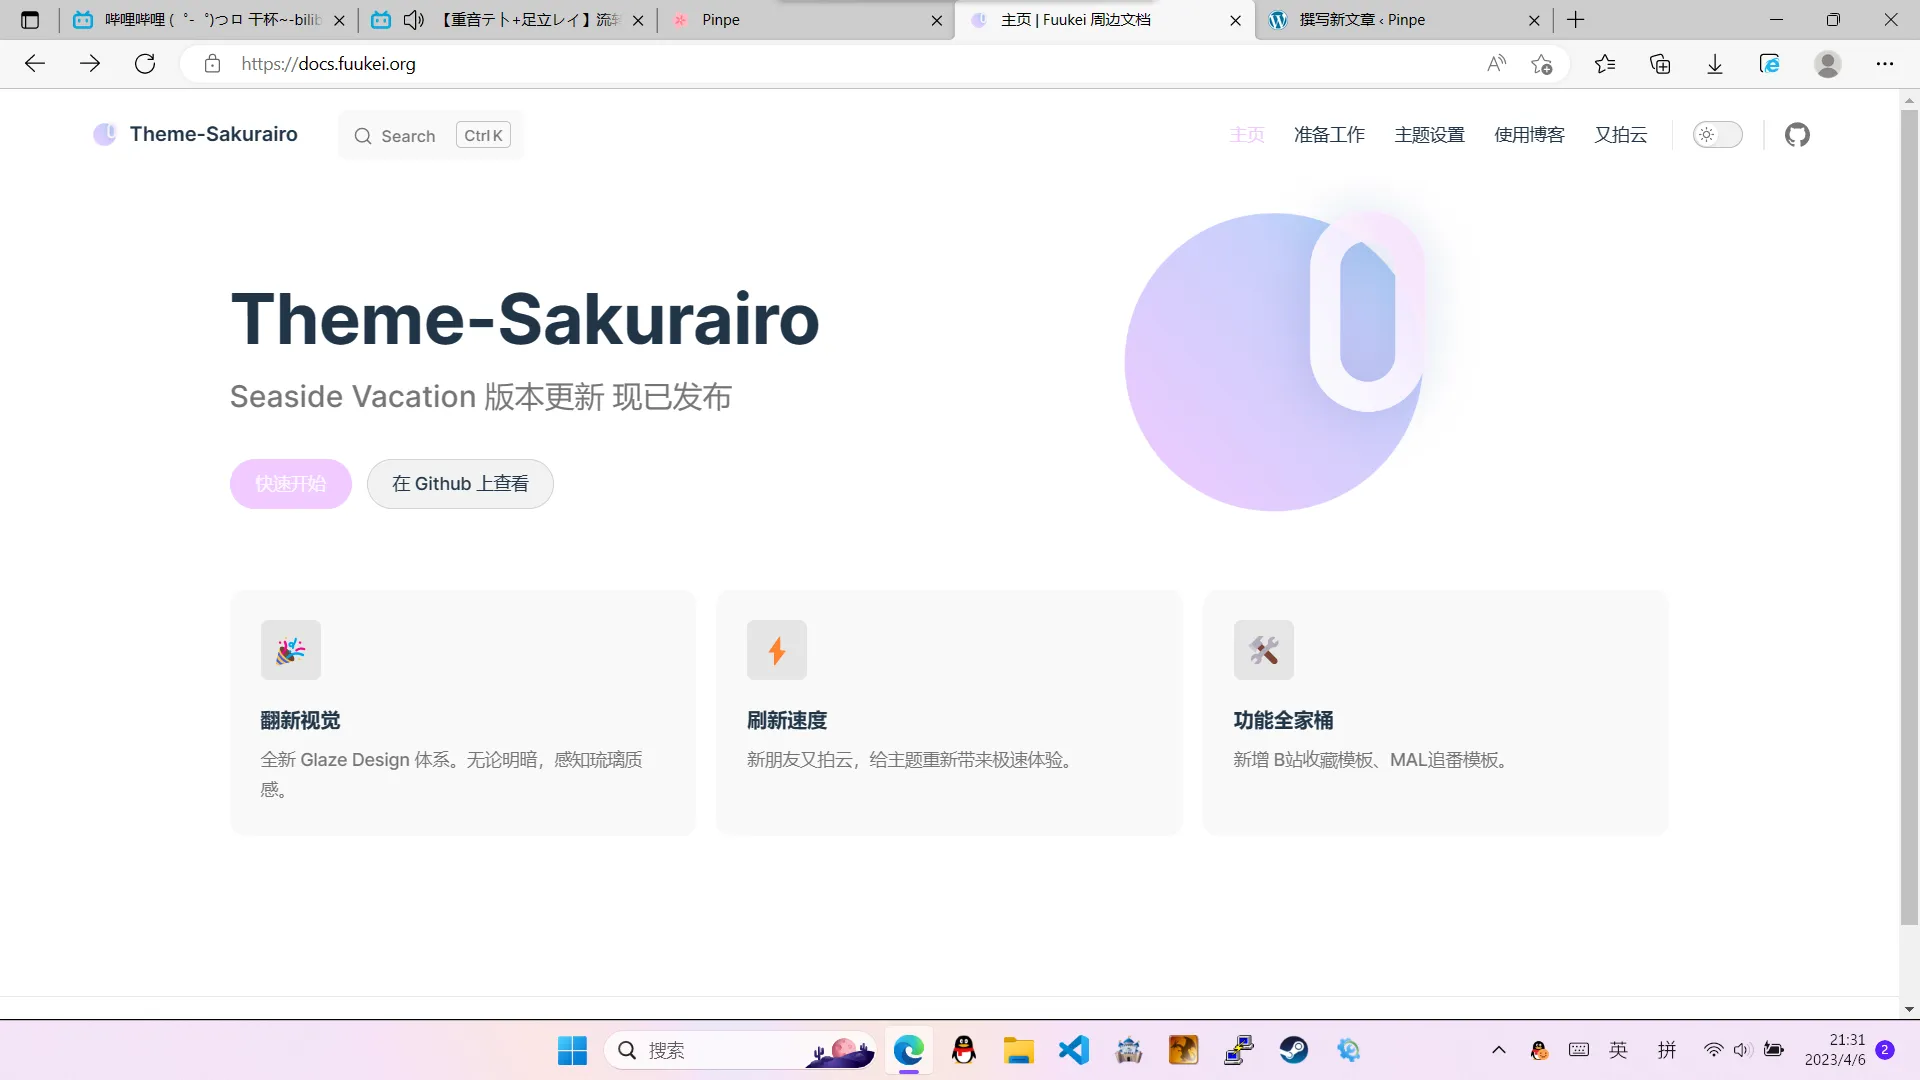 哔哩哔哩 (゜-゜)つロ 干杯~-bilib
【重音テト+足立レイ】流转
Pinpe
主页 | Fuukei 周边文档
撰写新文章 ‹ Pinpe
https://docs.fuukei.org
Theme-Sakurairo
Search
Ctrl K
主页
准备工作
主题设置
使用博客
又拍云
Theme-Sakurairo
Seaside Vacation 版本更新 现已发布
快速开始
在 Github 上查看
翻新视觉
全新 Glaze Design 体系。无论明暗，感知琉璃质
感。
刷新速度
新朋友又拍云，给主题重新带来极速体验。
功能全家桶
新增 B站收藏模板、MAL追番模板。
搜索
英
拼
21:31
2023/4/6
2